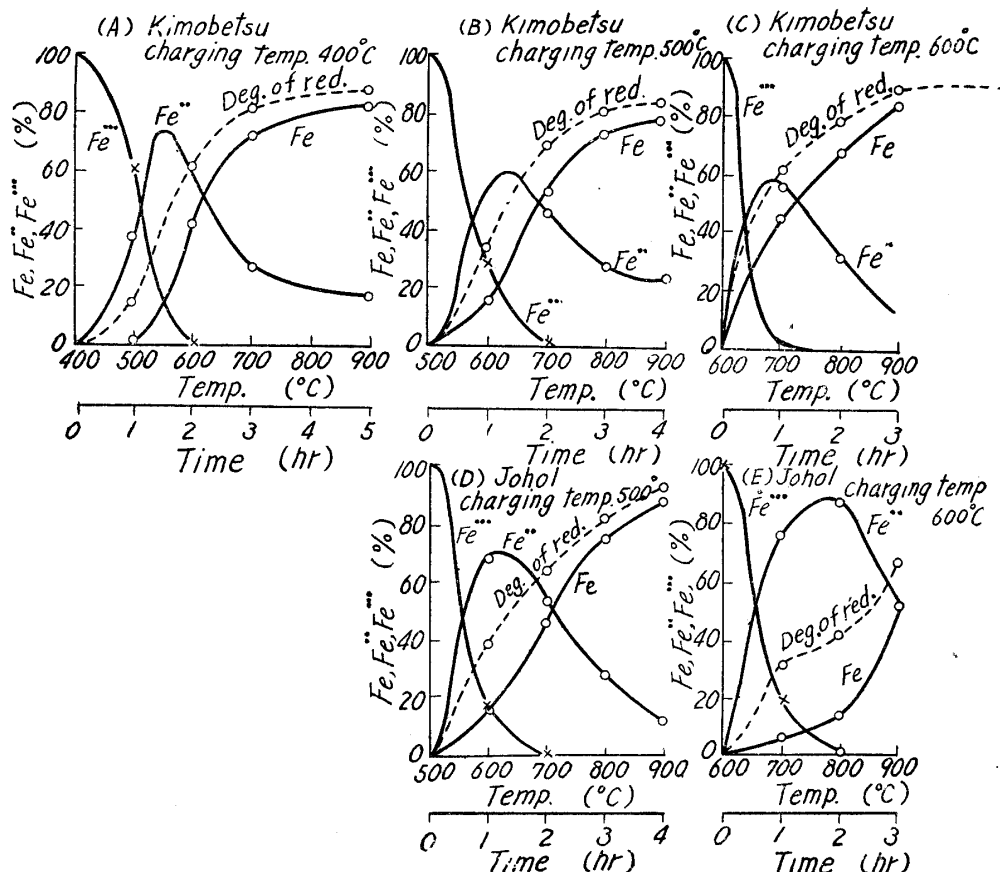 (A) Kimobetsu
charging temp. 400°C
Fe, Fe¨, Fe⋯ (%)
100
80
60
40
20
0
Fe⋯
Fe¨
Deg. of red.
Fe
400 500 600 700 800 900
Temp. (°C)
0 1 2 3 4 5
Time (hr)
(B) Kimobetsu
charging temp. 500°C
Fe, Fe¨, Fe⋯ (%)
100
80
60
40
20
0
Deg. of red.
Fe
Fe¨
Fe⋯
500 600 700 800 900
Temp. (°C)
0 1 2 3 4
Time (hr)
(C) Kimobetsu
charging temp. 600°C
Fe, Fe¨, Fe⋯ (%)
100
80
60
40
20
0
Fe⋯
Deg. of red.
Fe
Fe¨
600 700 800 900
Temp. (°C)
0 1 2 3
Time (hr)
(D) Johol
charging temp. 500°
Fe, Fe¨, Fe⋯ (%)
100
80
60
40
20
0
Fe⋯
Fe¨
Deg. of red.
Fe
500 600 700 800 900
Temp. (°C)
0 1 2 3 4
Time (hr)
(E) Johol
charging temp
600°C
Fe, Fe¨, Fe⋯ (%)
100
80
60
40
20
0
Fe⋯
Fe¨
Deg. of red.
Fe
600 700 800 900
Temp. (°C)
0 1 2 3
Time (hr)